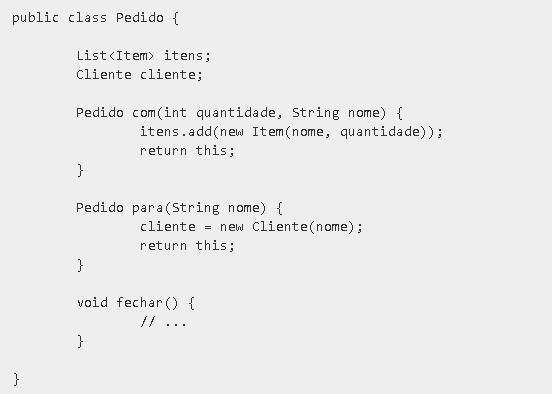 public class Pedido {
List<Item> itens;
Cliente cliente;
Pedido com(int quantidade, String nome) {
itens.add(new Item(nome, quantidade));
return this;
}
Pedido para(String nome) {
cliente = new Cliente(nome);
return this;
}
void fechar() {
// ...
}
}